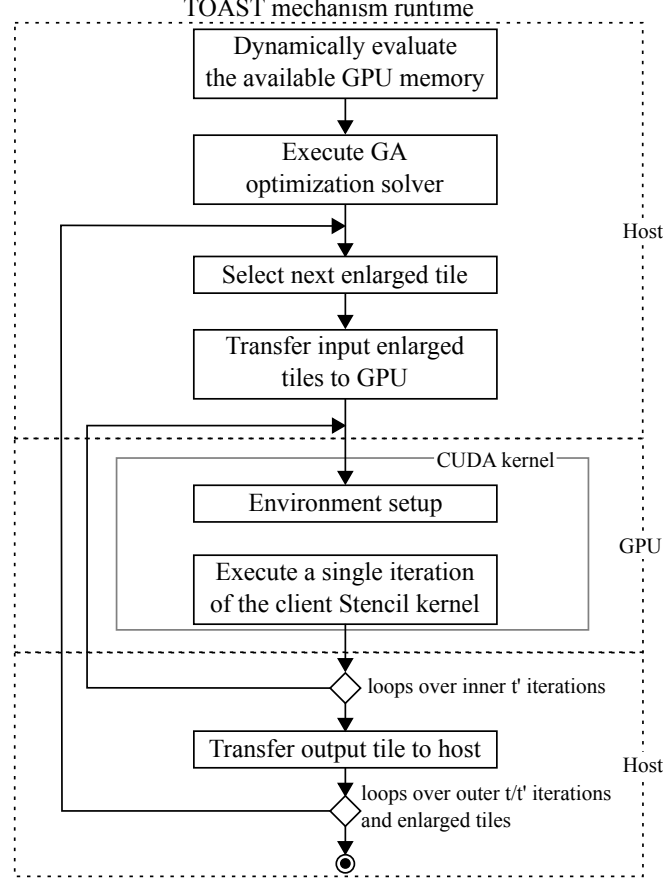 TOAST mechanism runtime
Dynamically evaluate
the available GPU memory
Execute GA
optimization solver
Host
Select next enlarged tile
Transfer input enlarged
tiles to GPU
CUDA kernel
Environment setup
GPU
Execute a single iteration
of the client Stencil kernel
loops over inner t' iterations
Transfer output tile to host
Host
loops over outer t/t' iterations
and enlarged tiles